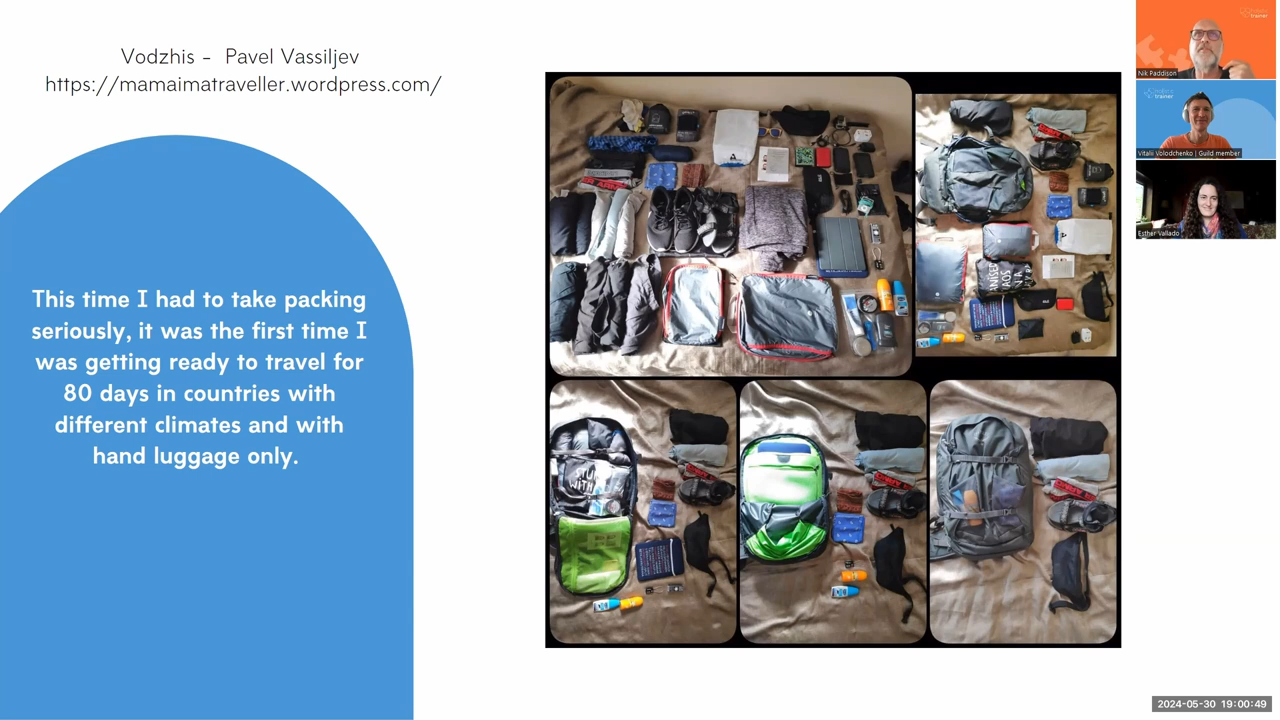 Vodzhis - Pavel Vassiljev
https://mamaimatraveller.wordpress.com/
This time I had to take packing
seriously, it was the first time I
was getting ready to travel for
80 days in countries with
different climates and with
hand luggage only.
trainer
Nik Paddison
trainer
Vitalii Volodchenko | Guild member
Esther Vallado
2024-05-30 19:00:49